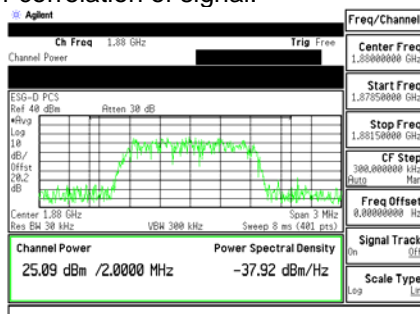 correlation of signal.
Agilent
Freq/Channel
Ch Freq 1.88 GHz Trig Free
Channel Power
Center Freq
1.88000000 GHz
Start Freq
1.87850000 GHz
Stop Freq
1.88150000 GHz
CF Step
300.000000 kHz
Auto Man
Freq Offset
0.00000000 Hz
Signal Track
On Off
Scale Type
Log Lin
ESG-D PCS
Ref 40 dBm Atten 30 dB
#Avg
Log
10
dB/
Offst
20.2
dB
Center 1.88 GHz Span 3 MHz
Res BW 30 kHz VBW 300 kHz Sweep 8 ms (401 pts)
Channel Power Power Spectral Density
25.09 dBm /2.0000 MHz -37.92 dBm/Hz